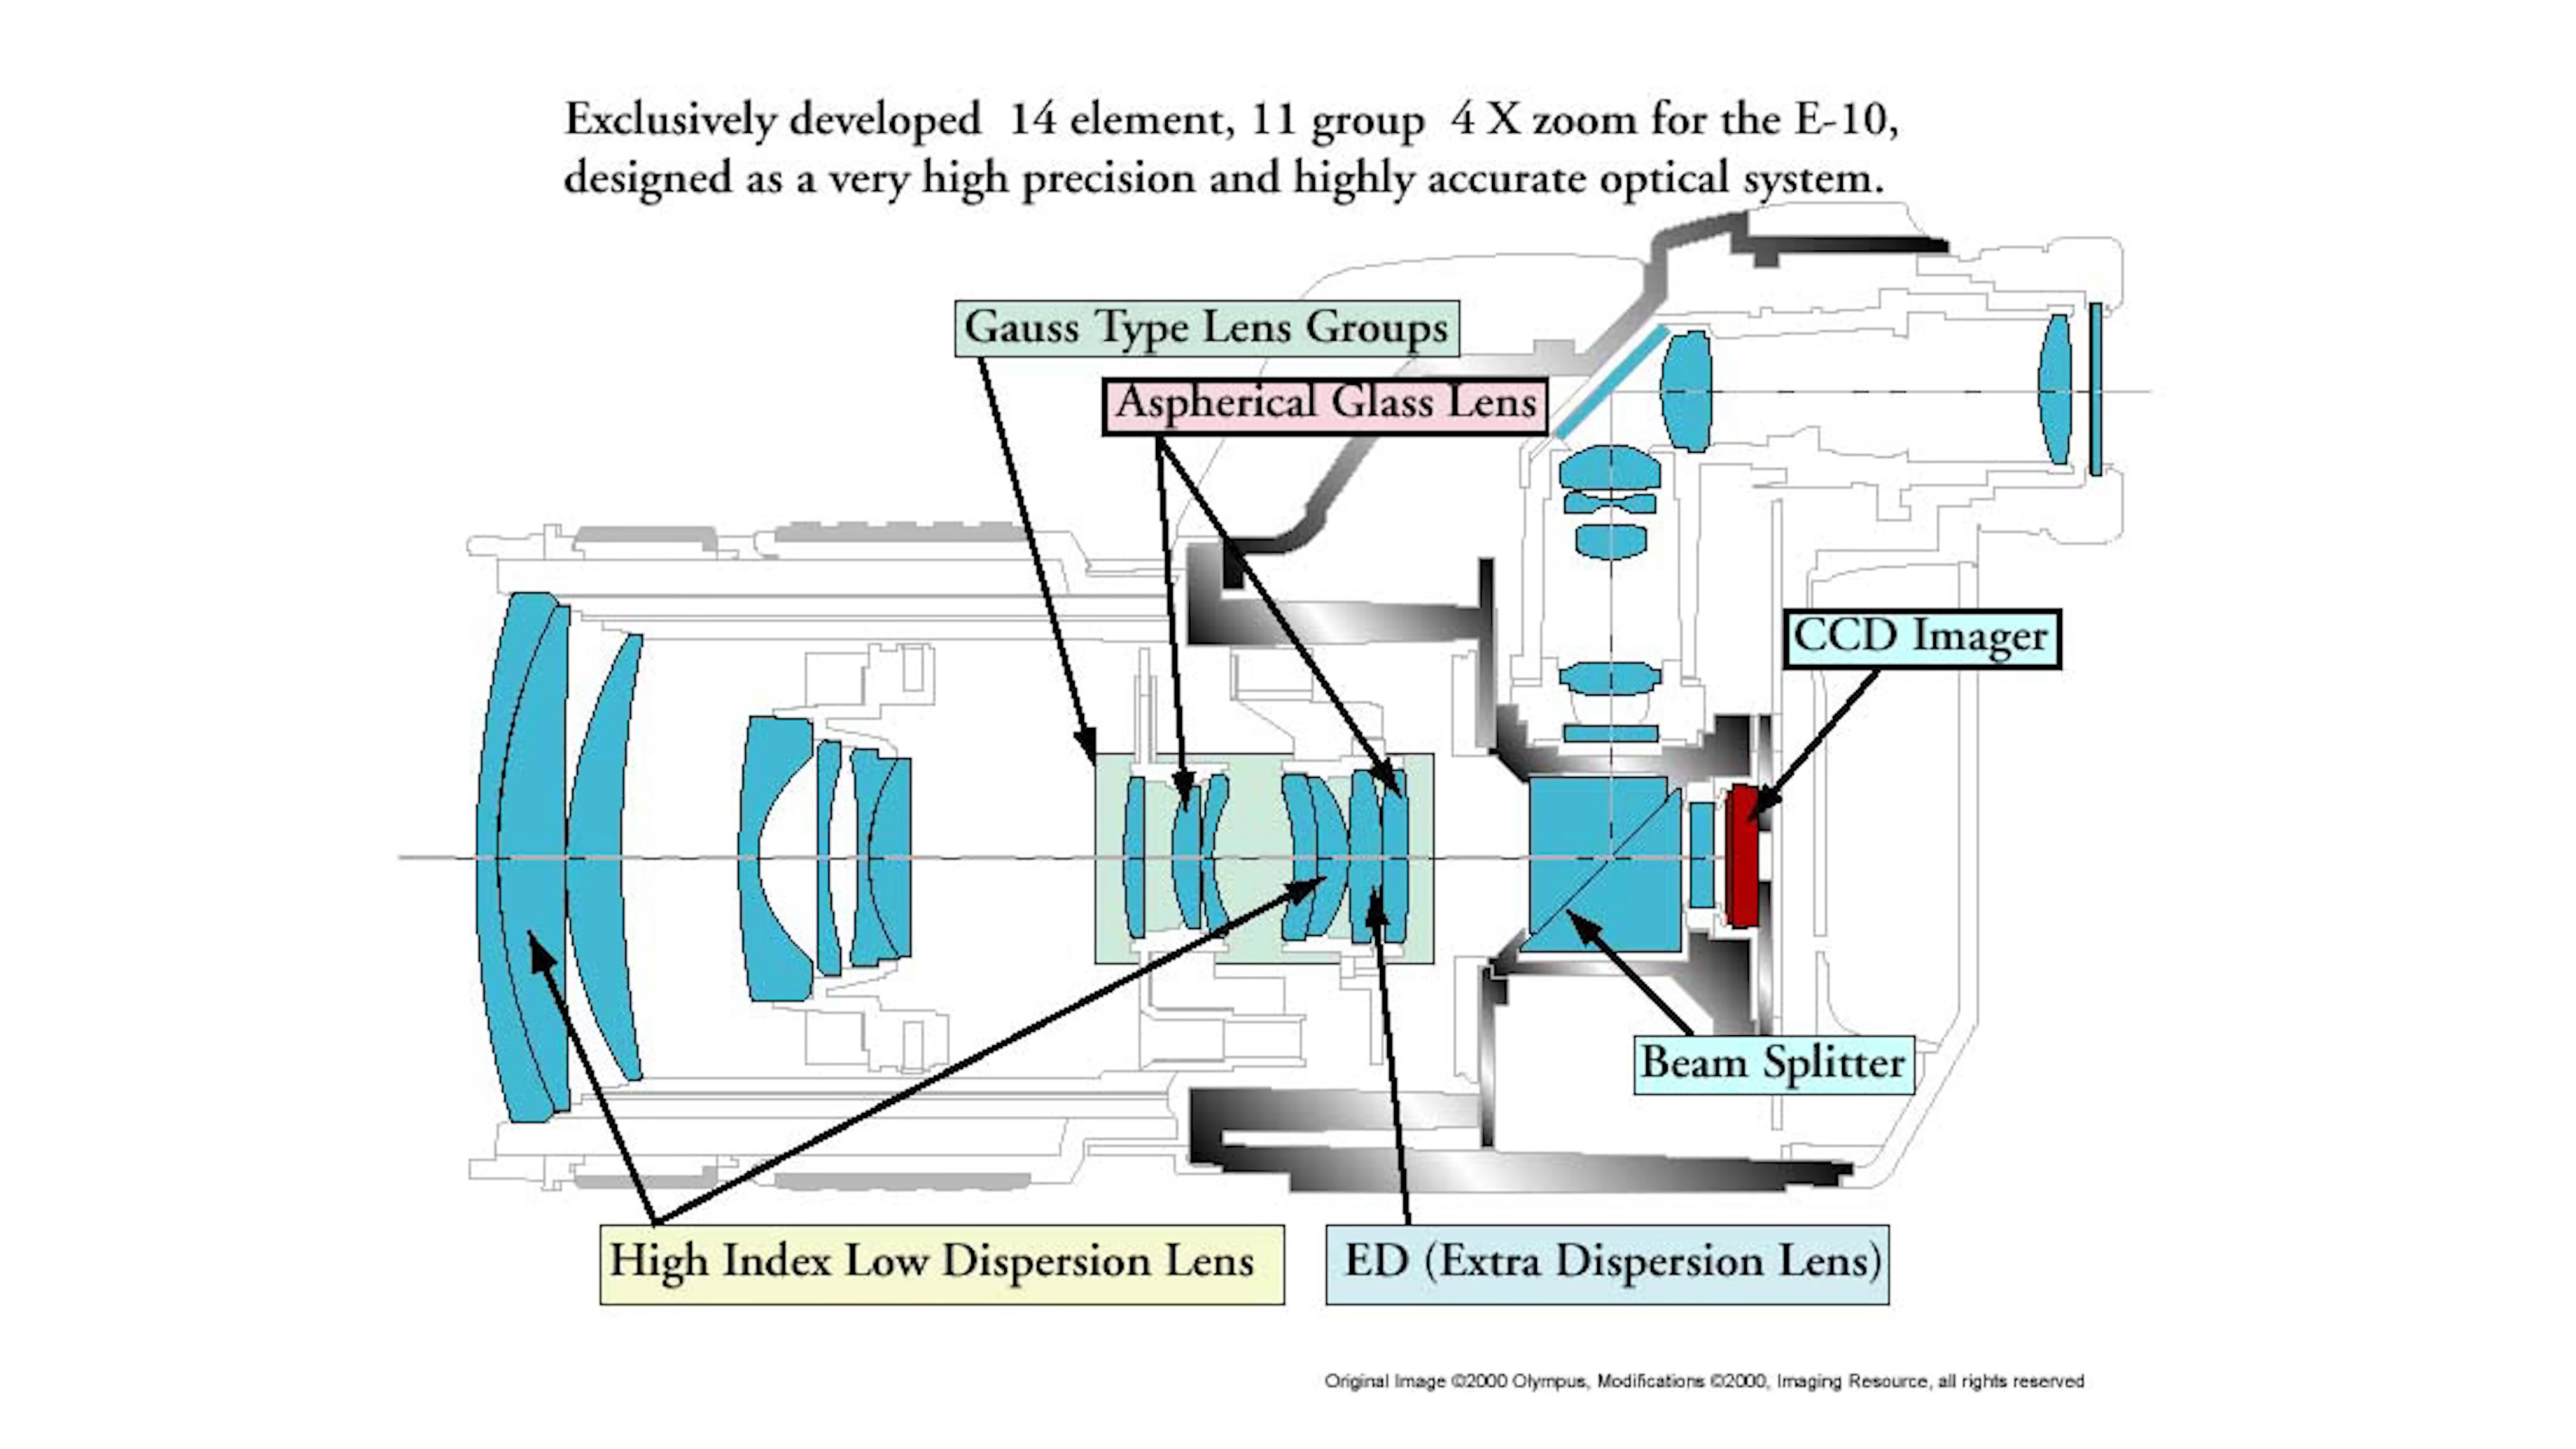 Exclusively developed 14 element, 11 group 4 X zoom for the E-10,
designed as a very high precision and highly accurate optical system.
Gauss Type Lens Groups
Aspherical Glass Lens
CCD Imager
Beam Splitter
High Index Low Dispersion Lens
ED (Extra Dispersion Lens)
Original Image ©2000 Olympus, Modifications ©2000, Imaging Resource, all rights reserved